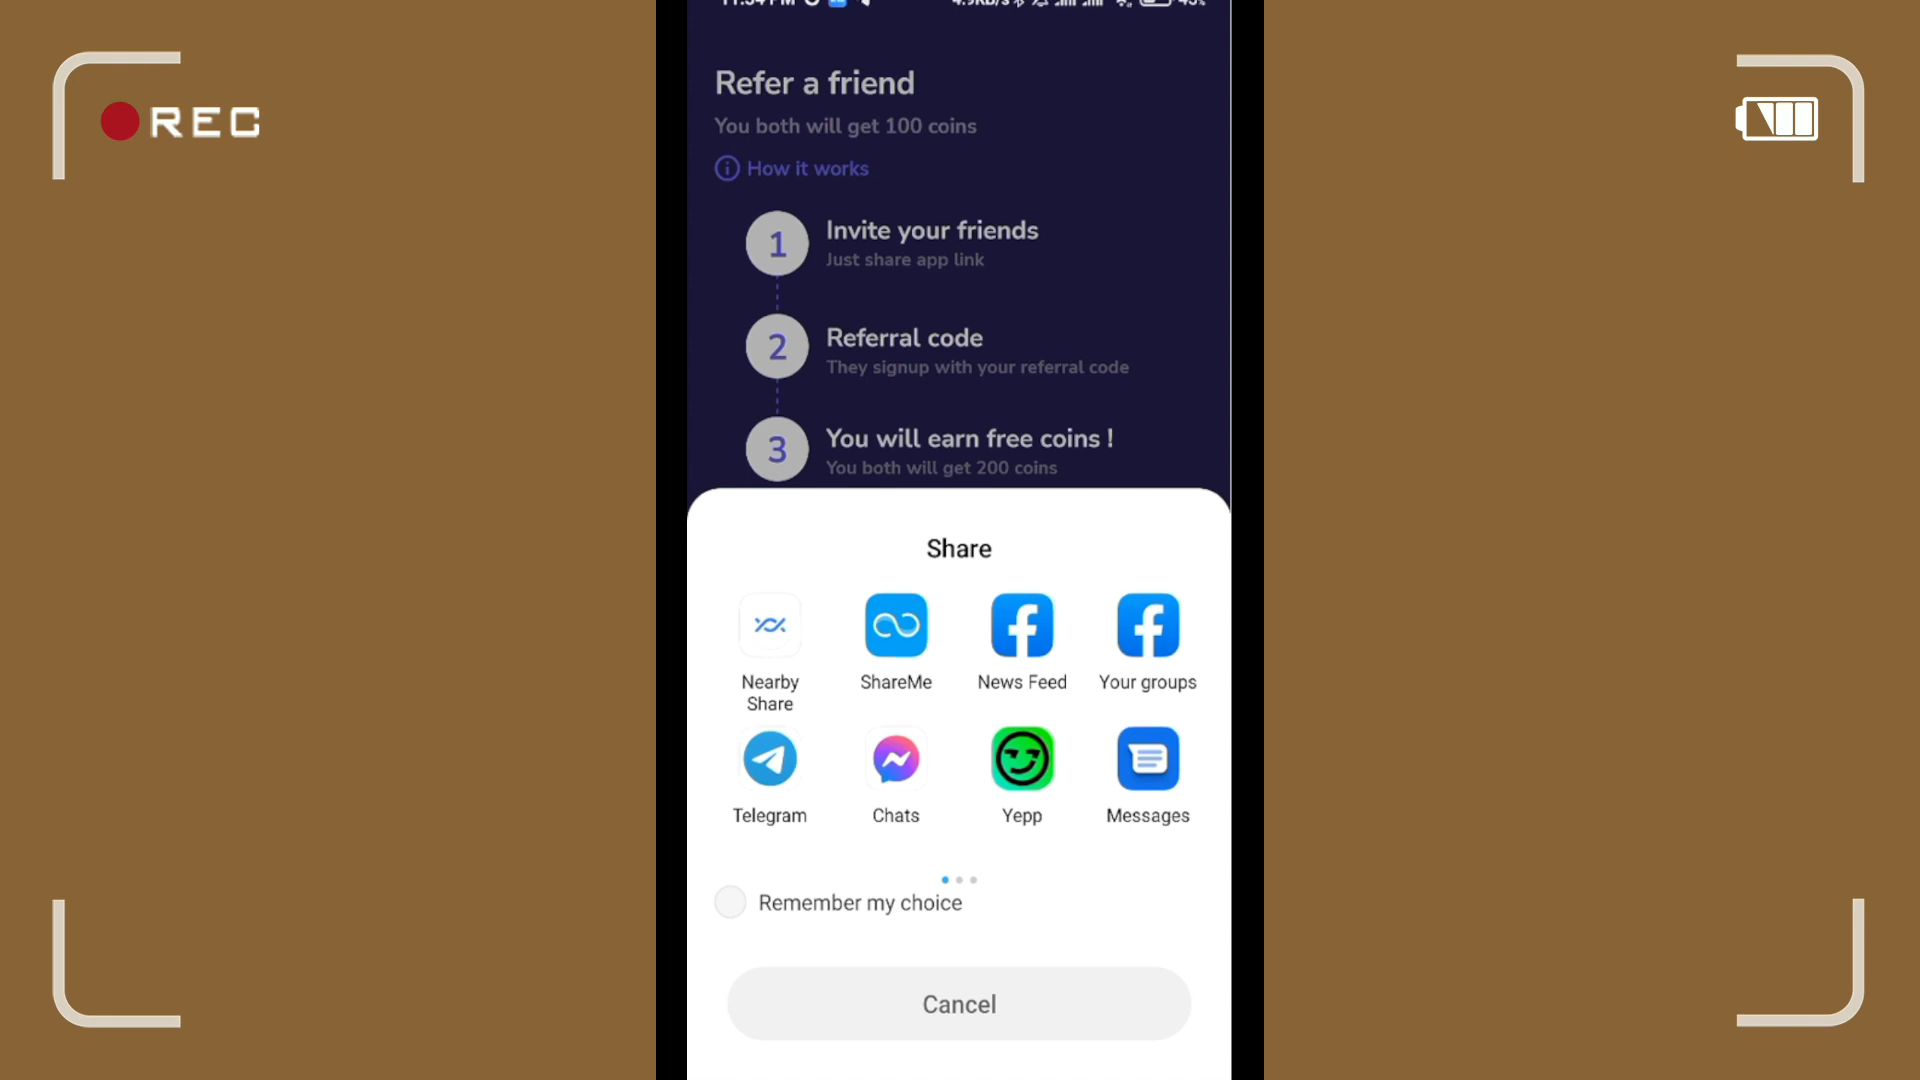 REC
Refer a friend
You both will get 100 coins
How it works
1
Invite your friends
Just share app link
2
Referral code
They signup with your referral code
3
You will earn free coins !
You both will get 200 coins
Share
Nearby Share
ShareMe
News Feed
Your groups
Telegram
Chats
Yepp
Messages
Remember my choice
Cancel